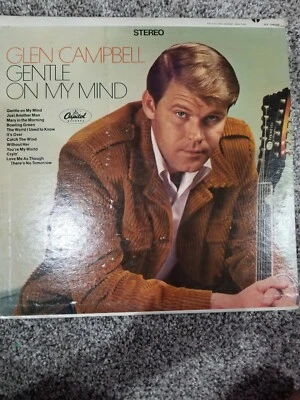 STEREO
GLEN CAMPBELL
GENTLE
ON MY MIND
Capitol
Gentle on My Mind
Just Another Man
Mary in the Morning
Bowling Green
The World I Used to Know
It's Over
Catch The Wind
Without Her
You're My World
Cryin'
Love Me As Though
There's No Tomorrow